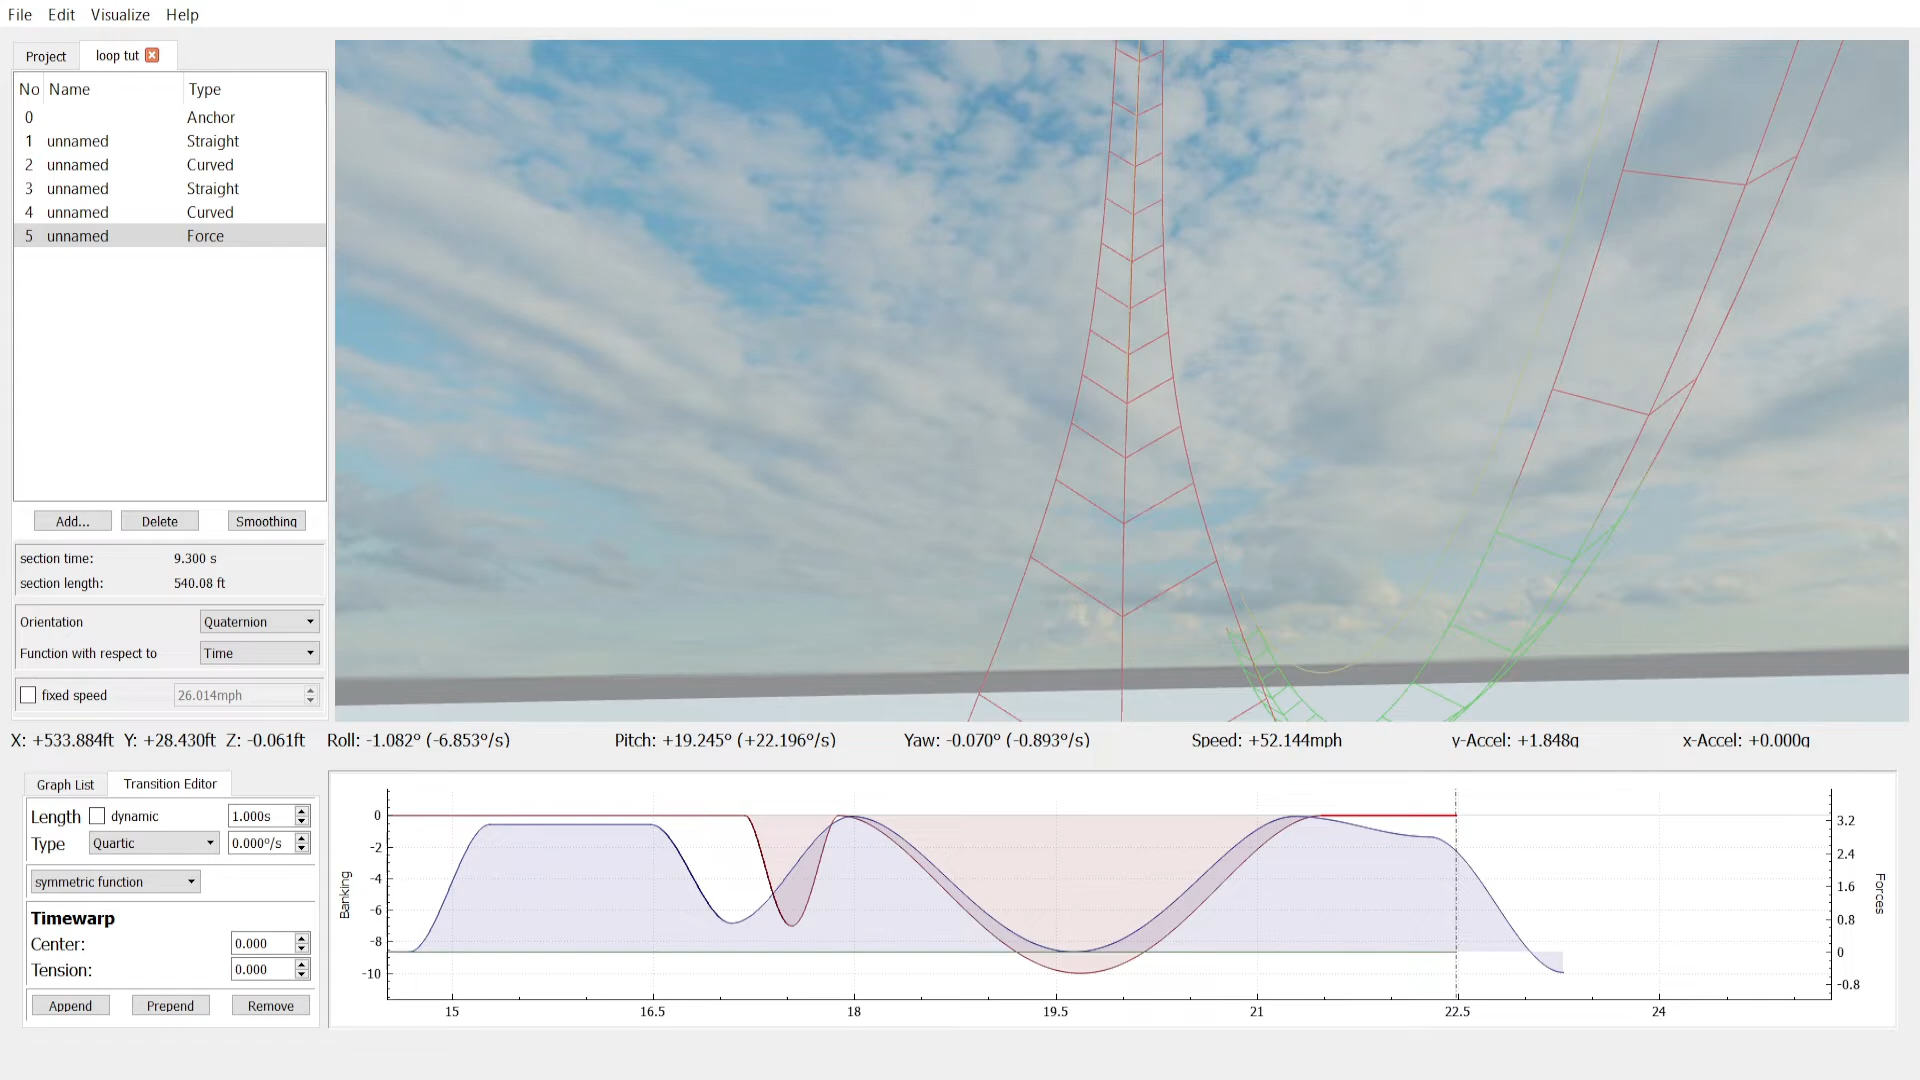 File Edit Visualize Help
Project loop tut
No Name Type
0 Anchor
1 unnamed Straight
2 unnamed Curved
3 unnamed Straight
4 unnamed Curved
5 unnamed Force
Add... Delete Smoothing
section time: 9.300 s
section length: 540.08 ft
Orientation Quaternion
Function with respect to Time
fixed speed 26.014mph
X: +533.884ft Y: +28.430ft Z: -0.061ft Roll: -1.082° (-6.853°/s) Pitch: +19.245° (+22.196°/s) Yaw: -0.070° (-0.893°/s) Speed: +52.144mph y-Accel: +1.848g x-Accel: +0.000g
Graph List Transition Editor
Length dynamic 1.000s
Type Quartic 0.000°/s
symmetric function
Timewarp
Center: 0.000
Tension: 0.000
Append Prepend Remove
Banking
0
-2
-4
-6
-8
-10
15 16.5 18 19.5 21 22.5 24
3.2
2.4
1.6
0.8
0
-0.8
Forces